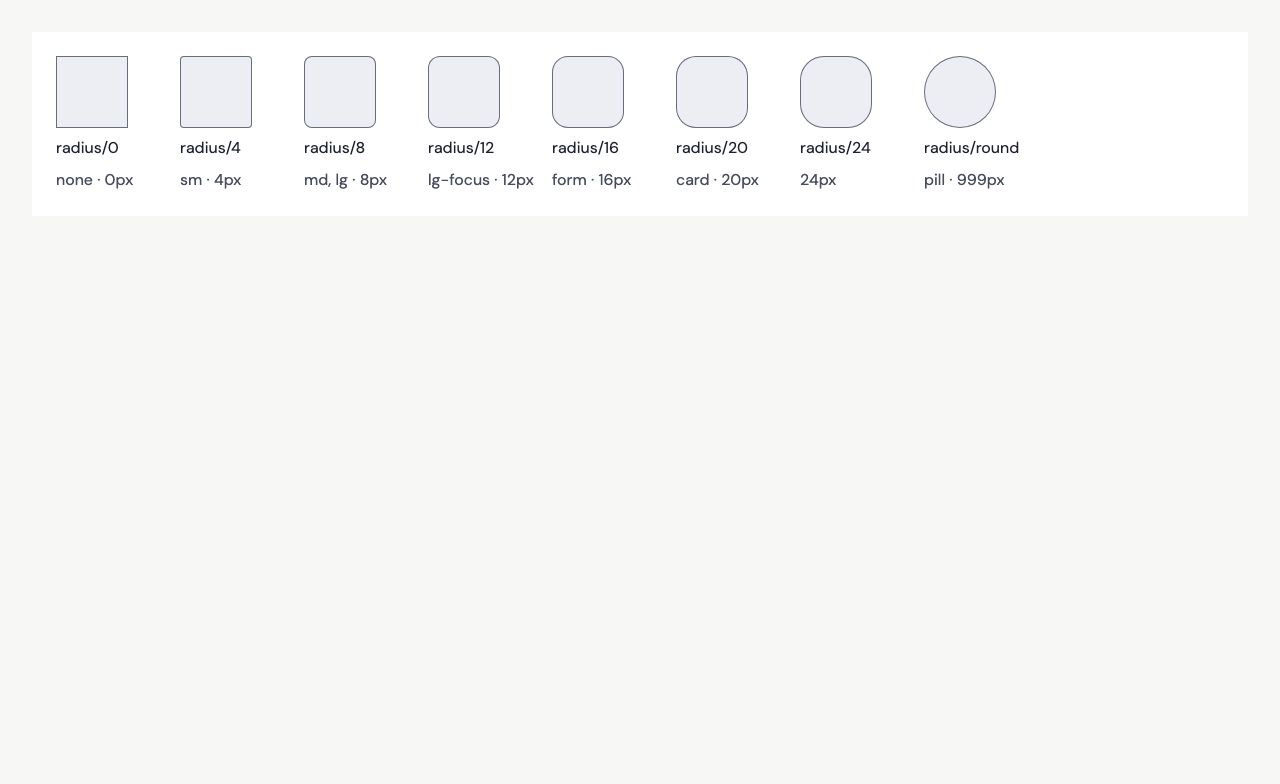 radius/0
none · 0px
radius/4
sm · 4px
radius/8
md, lg · 8px
radius/12
lg-focus · 12px
radius/16
form · 16px
radius/20
card · 20px
radius/24
24px
radius/round
pill · 999px